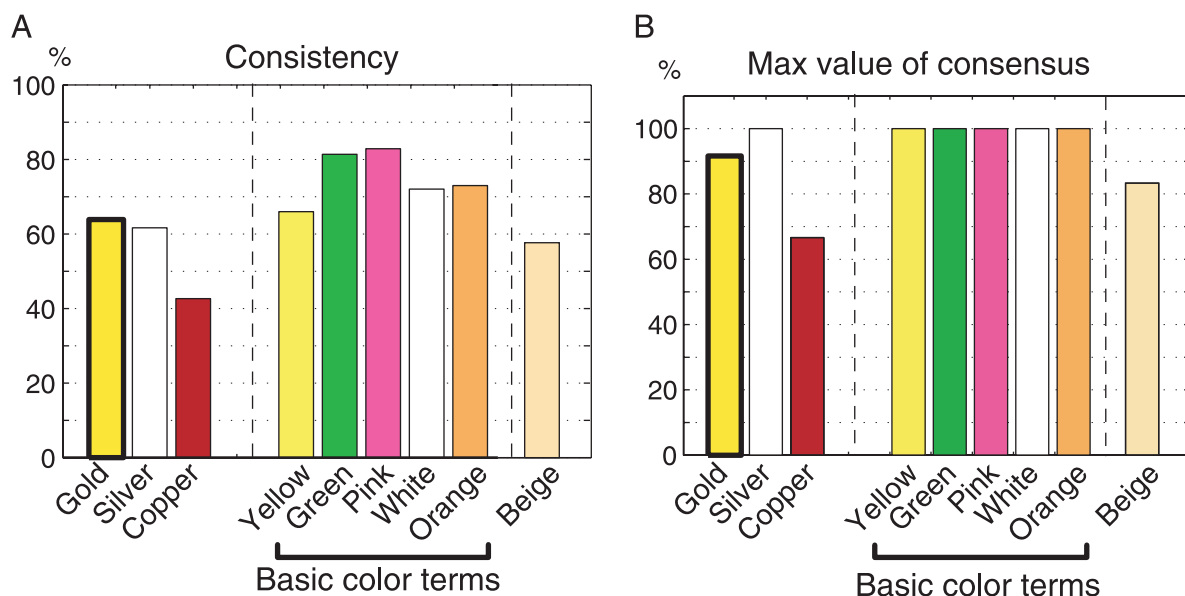 A
%
Consistency
100
80
60
40
20
0
Gold
Silver
Copper
Yellow
Green
Pink
White
Orange
Beige
Basic color terms
B
%
Max value of consensus
100
80
60
40
20
0
Gold
Silver
Copper
Yellow
Green
Pink
White
Orange
Beige
Basic color terms